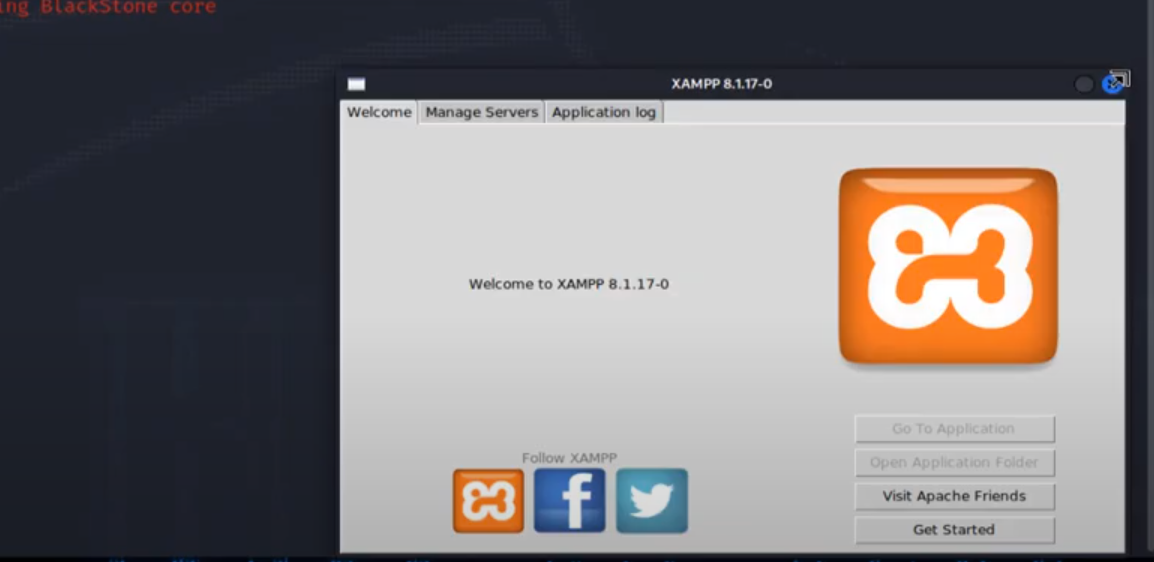 ing BlackStone core
XAMPP 8.1.17-0
Welcome
Manage Servers
Application log
Welcome to XAMPP 8.1.17-0
Go To Application
Follow XAMPP
Open Application Folder
Visit Apache Friends
Get Started